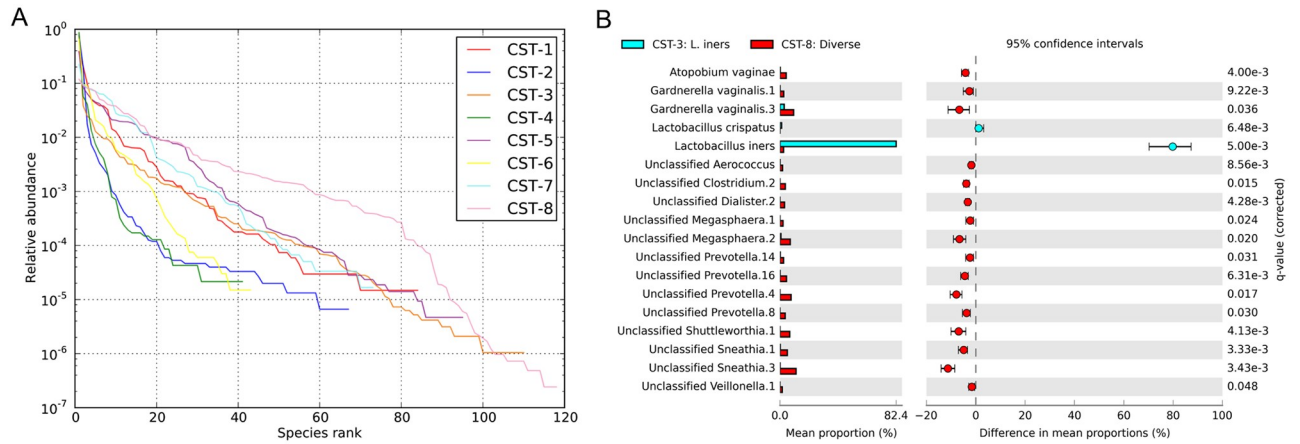 A
Relative abundance
10^0
10^-1
10^-2
10^-3
10^-4
10^-5
10^-6
10^-7
0 20 40 60 80 100 120
Species rank
CST-1
CST-2
CST-3
CST-4
CST-5
CST-6
CST-7
CST-8
B
CST-3: L. iners CST-8: Diverse 95% confidence intervals
Atopobium vaginae 4.00e-3
Gardnerella vaginalis.1 9.22e-3
Gardnerella vaginalis.3 0.036
Lactobacillus crispatus 6.48e-3
Lactobacillus iners 5.00e-3
Unclassified Aerococcus 8.56e-3
Unclassified Clostridium.2 0.015
Unclassified Dialister.2 4.28e-3
Unclassified Megasphaera.1 0.024
Unclassified Megasphaera.2 0.020
Unclassified Prevotella.14 0.031
Unclassified Prevotella.16 6.31e-3
Unclassified Prevotella.4 0.017
Unclassified Prevotella.8 0.030
Unclassified Shuttleworthia.1 4.13e-3
Unclassified Sneathia.1 3.33e-3
Unclassified Sneathia.3 3.43e-3
Unclassified Veillonella.1 0.048
q-value (corrected)
0.0 82.4 −20 0 20 40 60 80 100
Mean proportion (%) Difference in mean proportions (%)